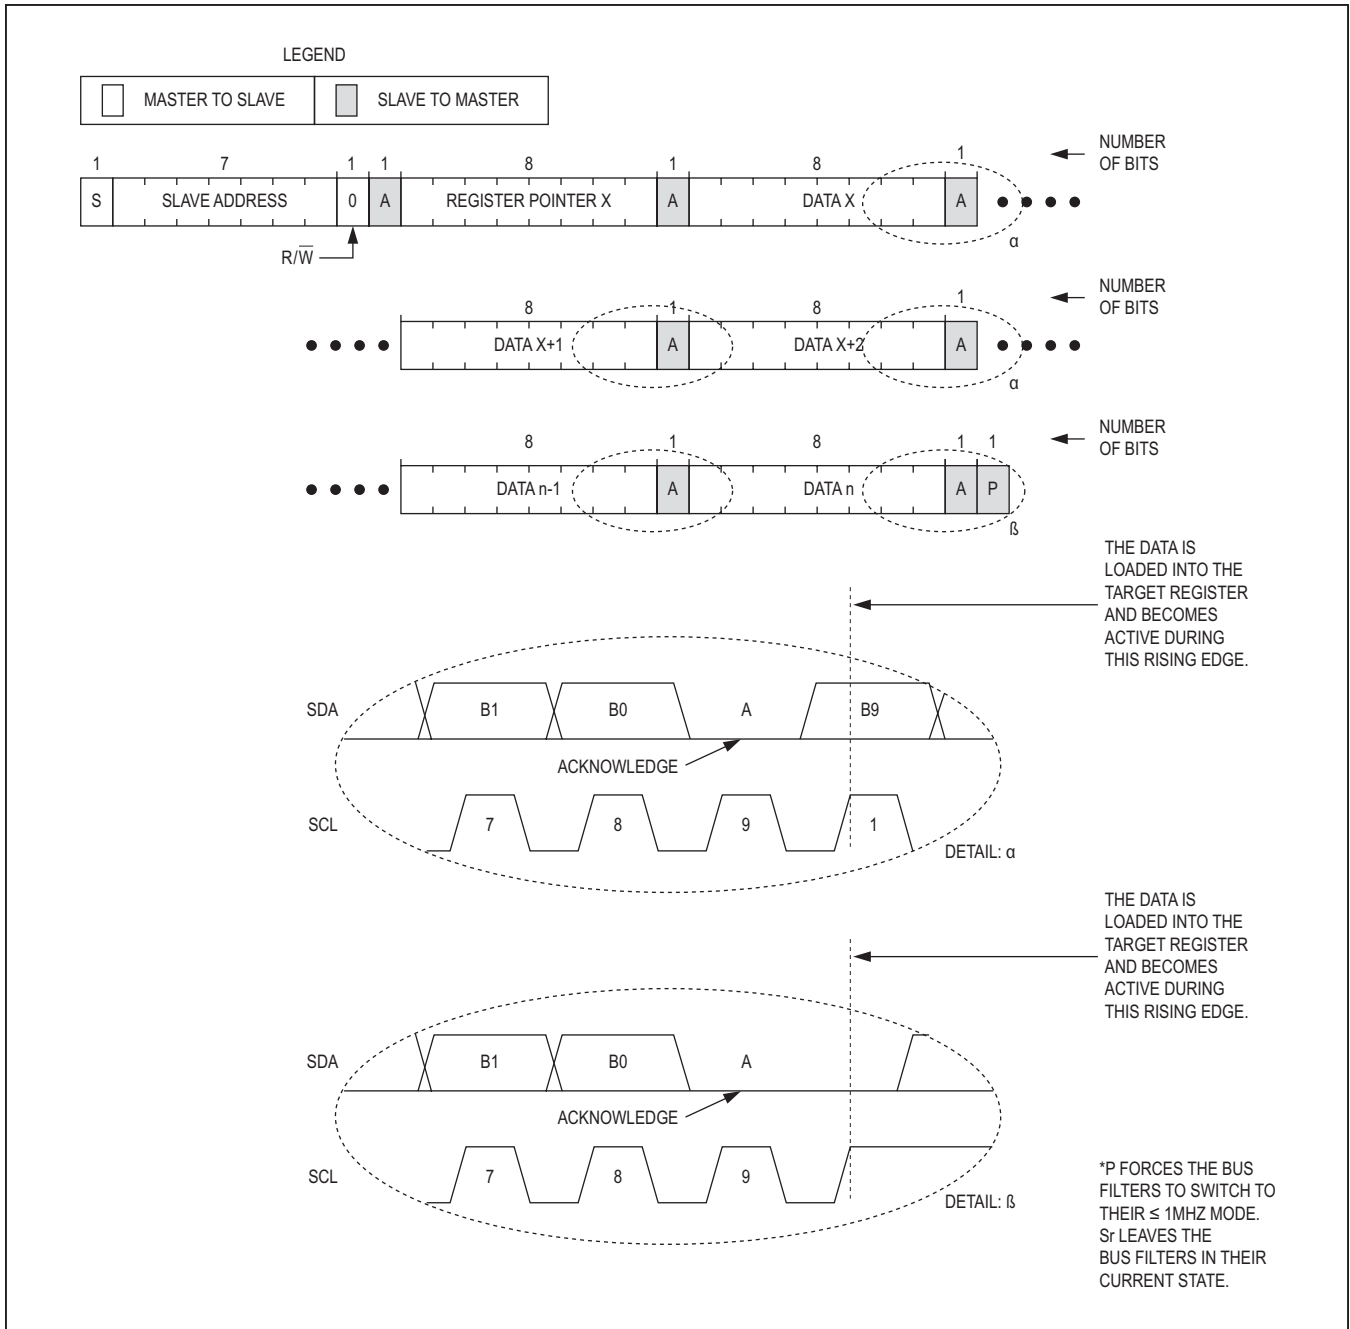 LEGEND
MASTER TO SLAVE SLAVE TO MASTER
1 7 1 1 8 1 8 1 NUMBER
OF BITS
S SLAVE ADDRESS 0 A REGISTER POINTER X A DATA X A
α
R/W̅
8 1 8 1 NUMBER
OF BITS
DATA X+1 A DATA X+2 A
α
8 1 8 1 1 NUMBER
OF BITS
DATA n-1 A DATA n A P
ß
THE DATA IS
LOADED INTO THE
TARGET REGISTER
AND BECOMES
ACTIVE DURING
THIS RISING EDGE.
SDA B1 B0 A B9
ACKNOWLEDGE
SCL 7 8 9 1
DETAIL: α
THE DATA IS
LOADED INTO THE
TARGET REGISTER
AND BECOMES
ACTIVE DURING
THIS RISING EDGE.
SDA B1 B0 A
ACKNOWLEDGE
SCL 7 8 9
DETAIL: ß
*P FORCES THE BUS
FILTERS TO SWITCH TO
THEIR ≤ 1MHZ MODE.
Sr LEAVES THE
BUS FILTERS IN THEIR
CURRENT STATE.